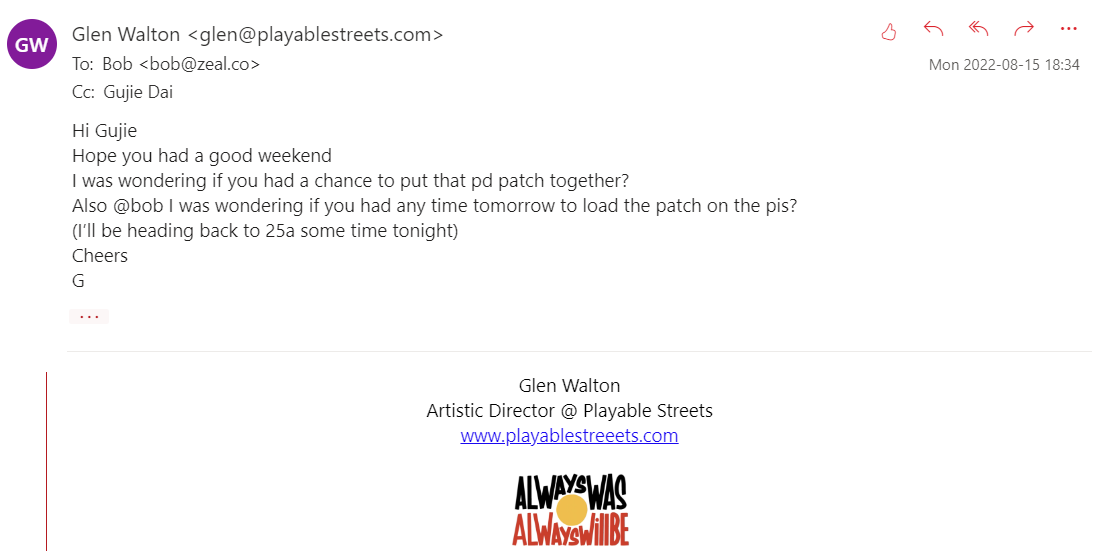 GW
Glen Walton <glen@playablestreets.com>
To: Bob <bob@zeal.co>
Mon 2022-08-15 18:34
Cc: Gujie Dai
Hi Gujie
Hope you had a good weekend
I was wondering if you had a chance to put that pd patch together?
Also @bob I was wondering if you had any time tomorrow to load the patch on the pis?
(I'll be heading back to 25a some time tonight)
Cheers
G
...
Glen Walton
Artistic Director @ Playable Streets
www.playablestreeets.com
ALWAYS WAS
ALWAYS WiLL BE